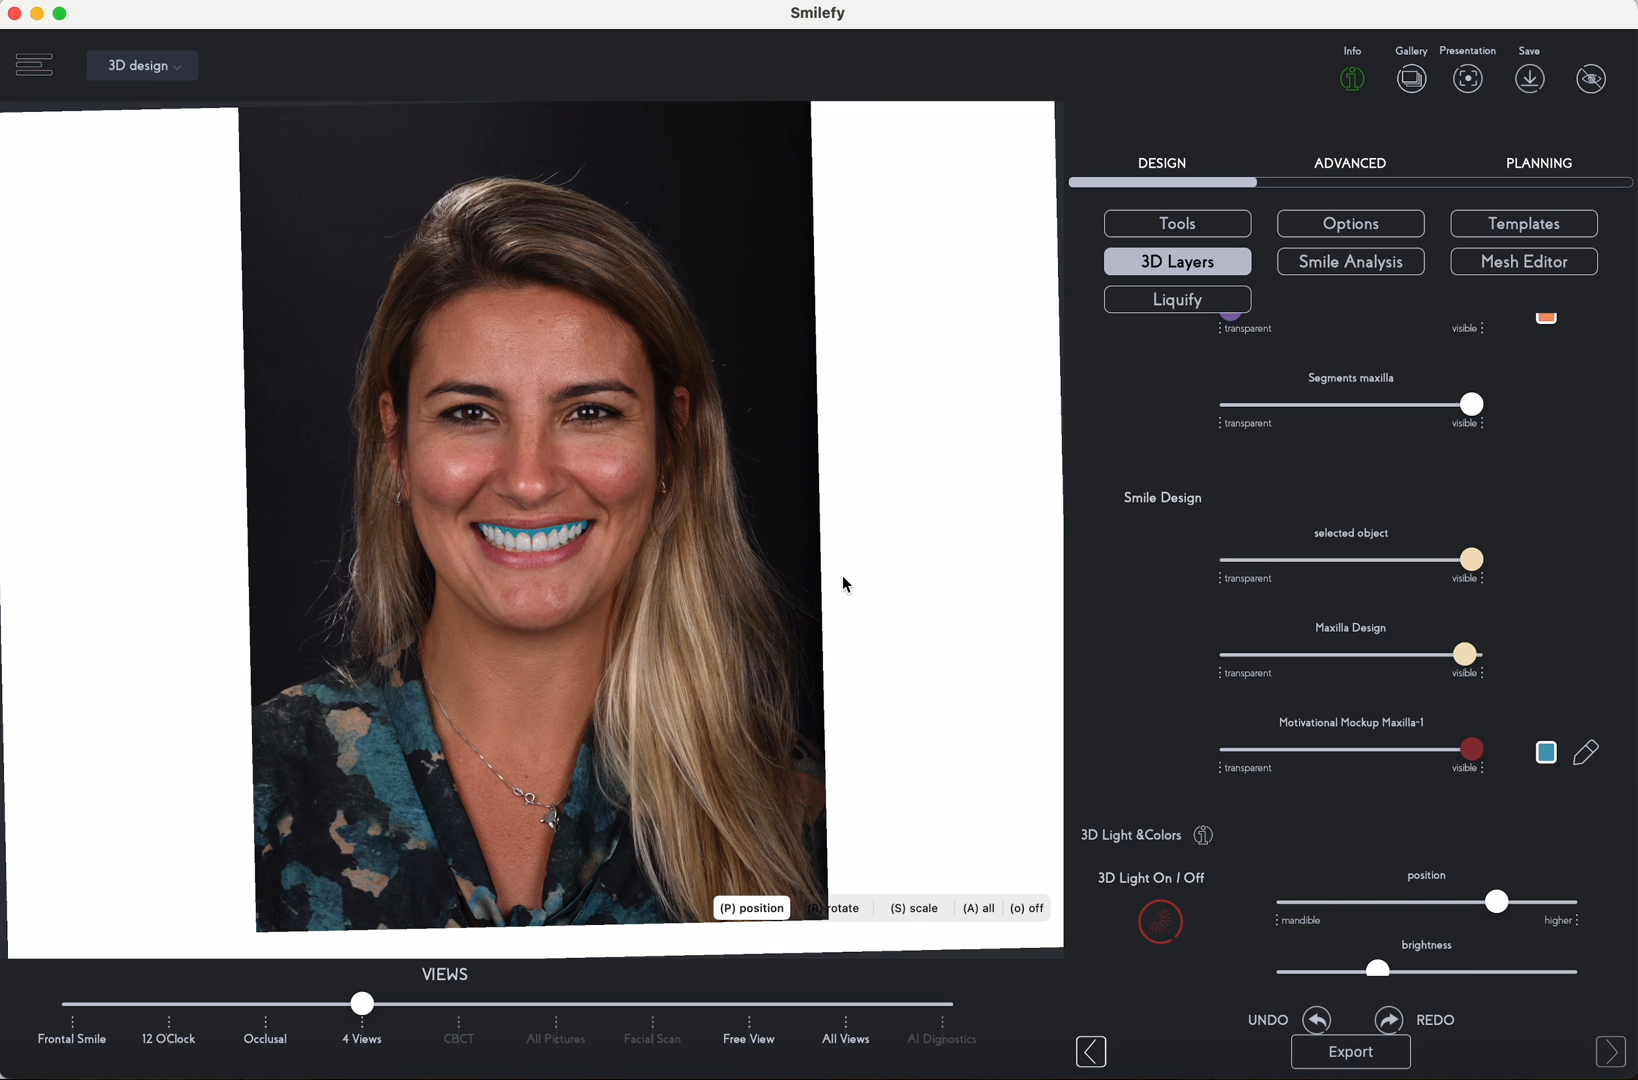 Smilefy
3D design
Info
Gallery
Presentation
Save
DESIGN
ADVANCED
PLANNING
Tools
Options
Templates
3D Layers
Smile Analysis
Mesh Editor
Liquify
transparent
visible
Segments maxilla
transparent
visible
Smile Design
selected object
transparent
visible
Maxilla Design
transparent
visible
Motivational Mockup Maxilla-1
transparent
visible
3D Light &Colors
3D Light On / Off
position
mandible
higher
brightness
(P) position
(R) rotate
(S) scale
(A) all
(o) off
VIEWS
Frontal Smile
12 O'Clock
Occlusal
4 Views
CBCT
All Pictures
Facial Scan
Free View
All Views
AI Dignostics
UNDO
REDO
Export